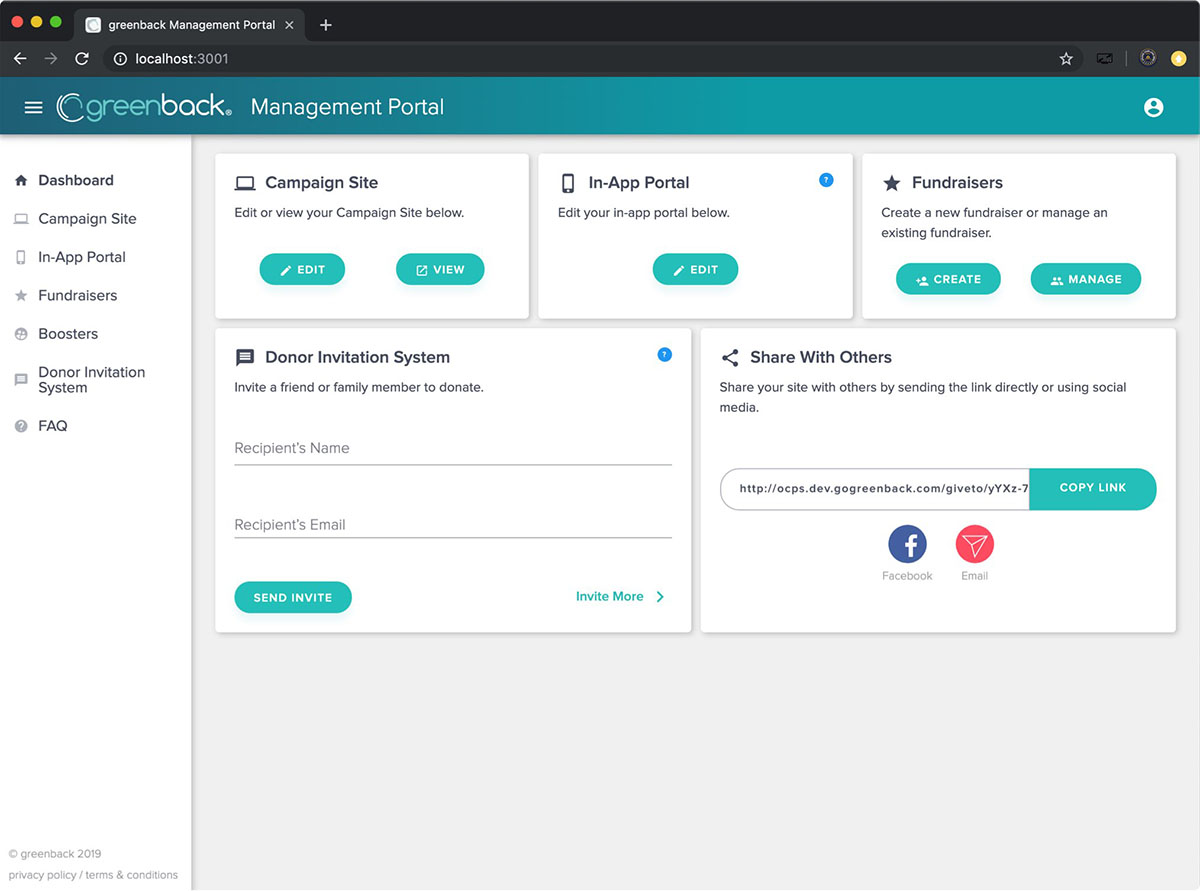 greenback Management Portal
localhost:3001
greenback® Management Portal
Dashboard
Campaign Site
In-App Portal
Fundraisers
Boosters
Donor Invitation
System
FAQ
© greenback 2019
privacy policy / terms & conditions
Campaign Site
Edit or view your Campaign Site below.
EDIT
VIEW
In-App Portal
?
Edit your in-app portal below.
EDIT
Fundraisers
Create a new fundraiser or manage an
existing fundraiser.
CREATE
MANAGE
Donor Invitation System
?
Invite a friend or family member to donate.
Recipient's Name
Recipient's Email
SEND INVITE
Invite More
Share With Others
Share your site with others by sending the link directly or using social
media.
http://ocps.dev.gogreenback.com/giveto/yYXz-7
COPY LINK
Facebook
Email